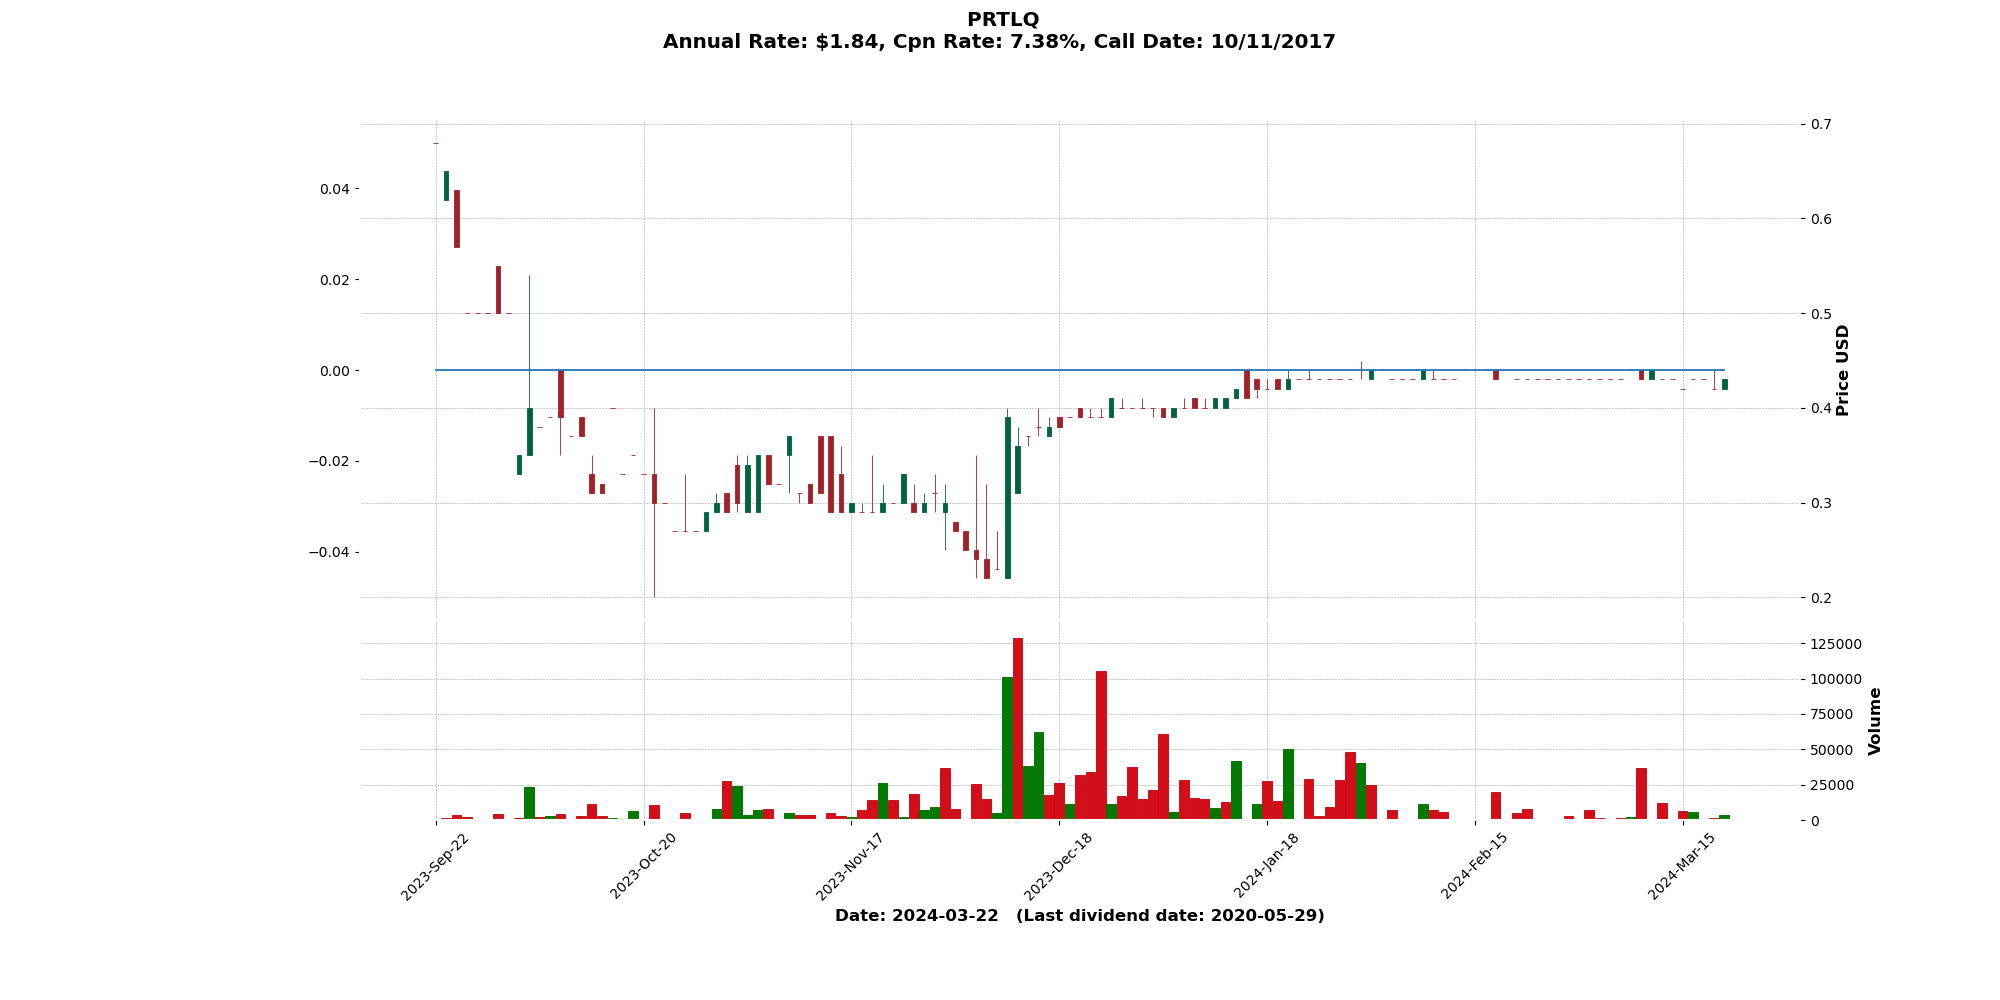 PRTLQ
Annual Rate: $1.84, Cpn Rate: 7.38%, Call Date: 10/11/2017
0.04
0.02
0.00
−0.02
−0.04
0.7
0.6
0.5
0.4
0.3
0.2
Price USD
125000
100000
75000
50000
25000
0
Volume
2023-Sep-22
2023-Oct-20
2023-Nov-17
2023-Dec-18
2024-Jan-18
2024-Feb-15
2024-Mar-15
Date: 2024-03-22 (Last dividend date: 2020-05-29)